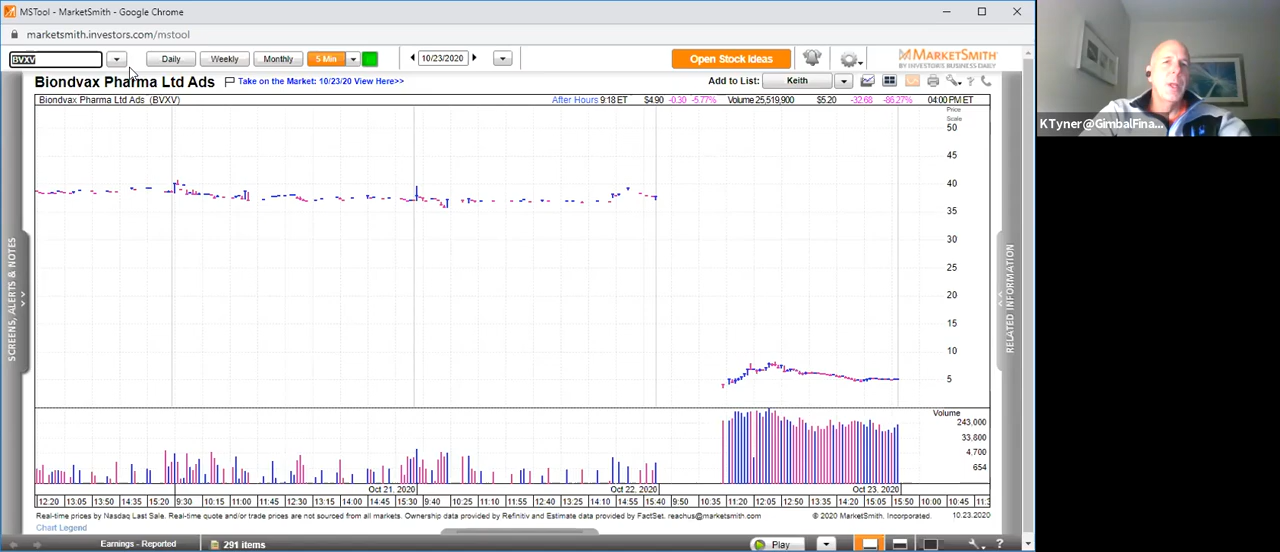 MSTool - MarketSmith - Google Chrome
marketsmith.investors.com/mstool
BVXV Daily Weekly Monthly 5 Min 10/23/2020 Open Stock Ideas MARKETSMITH
BY INVESTOR'S BUSINESS DAILY
Biondvax Pharma Ltd Ads Take on the Market: 10/23/20 View Here>> Add to List: Keith
Biondvax Pharma Ltd Ads (BVXV) After Hours 9:18 ET $4.90 -0.30 -5.77% Volume 25,519,900 $5.20 -32.68 -86.27% 04:00PM ET
Price
Scale
50
45
40
35
30
25
20
15
10
5
Volume
243,000
33,800
4,700
654
Oct 21, 2020 Oct 22, 2020 Oct 23, 2020
12.20 13.05 13.50 14.35 15.20 9:30 10:15 11:00 11:45 12:30 13:15 14:00 14:45 15:30 9:40 10:25 11:10 11:55 12:40 13:25 14:10 14:55 15:40 9:50 10:35 11:20 12:05 12:50 13:35 14:20 15:05 15:50 10:00 10:45 11:3
Real-time prices by Nasdaq Last Sale. Real-time quote and/or trade prices are not sourced from all markets. Ownership data provided by Refinitiv and Estimate data provided by FactSet. reachus@marketsmith.com © 2020 MarketSmith, Incorporated. 10.23.2020
Chart Legend
Earnings - Reported 291 items Play
SCREENS, ALERTS & NOTES
RELATED INFORMATION
KTyner@GimbalFina...